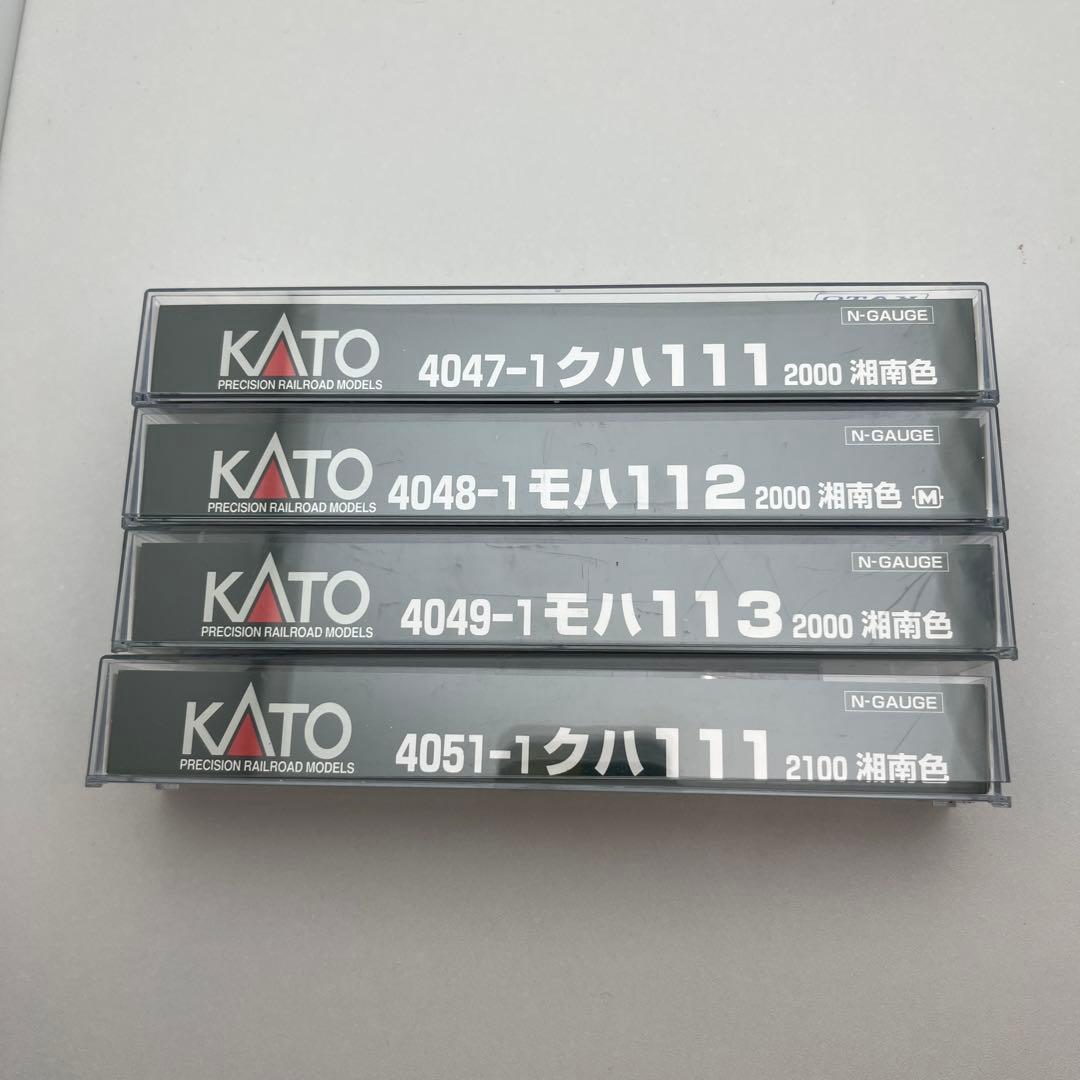 N-GAUGE
KATO
PRECISION RAILROAD MODELS
4047-1 クハ111 2000 湘南色
N-GAUGE
KATO
PRECISION RAILROAD MODELS
4048-1 モハ112 2000 湘南色 M
N-GAUGE
KATO
PRECISION RAILROAD MODELS
4049-1 モハ113 2000 湘南色
N-GAUGE
KATO
PRECISION RAILROAD MODELS
4051-1 クハ111 2100 湘南色